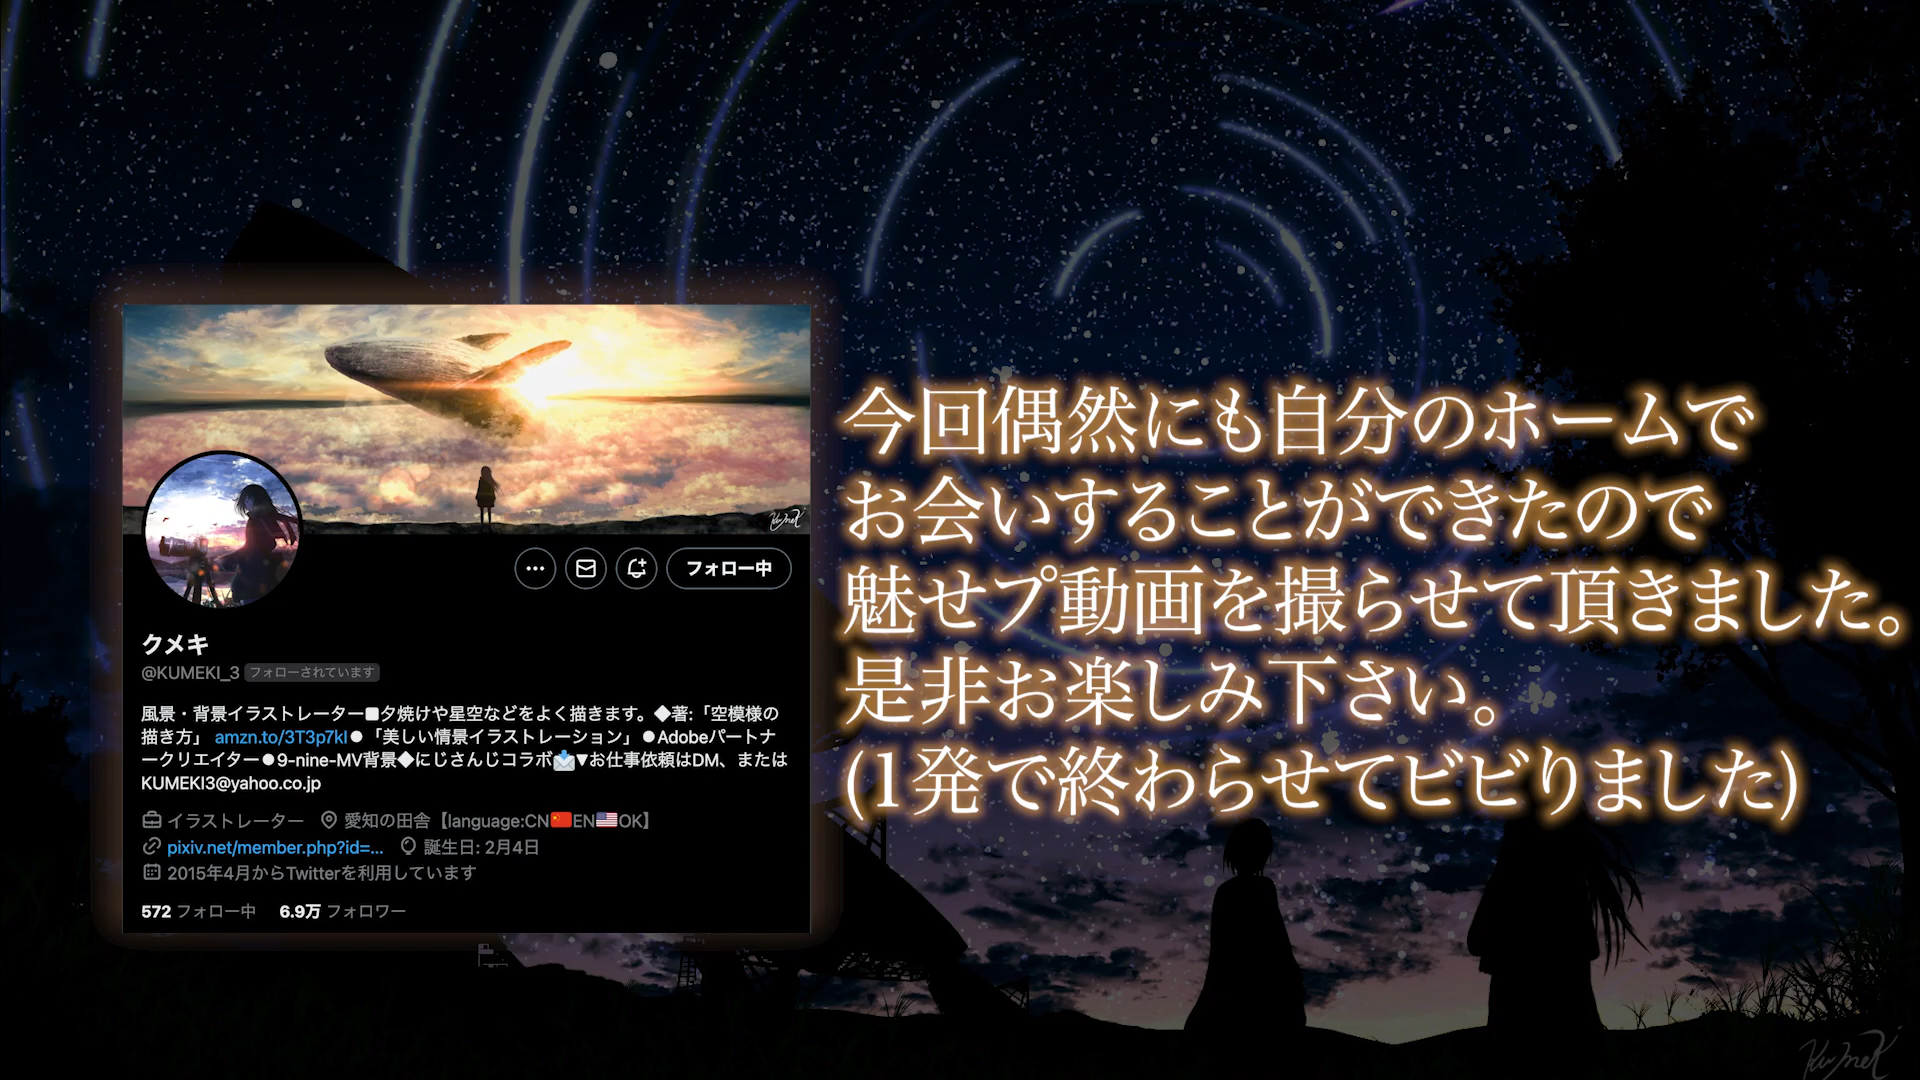 今回偶然にも自分のホームで
お会いすることができたので
魅せプ動画を撮らせて頂きました。
是非お楽しみ下さい。
(1発で終わらせてビビりました)
KumeK
フォロー中
クメキ
@KUMEKI_3 フォローされています
風景・背景イラストレーター■夕焼けや星空などをよく描きます。◆著:「空模様の
描き方」 amzn.to/3T3p7kl●「美しい情景イラストレーション」 ●Adobeパートナ
ークリエイター●9-nine-MV背景◆にじさんじコラボ📩▼お仕事依頼はDM、または
KUMEKI3@yahoo.co.jp
イラストレーター 愛知の田舎【language:CN🇨🇳EN🇺🇸OK】
pixiv.net/member.php?id=... 誕生日: 2月4日
2015年4月からTwitterを利用しています
572 フォロー中 6.9万 フォロワー
KumeK